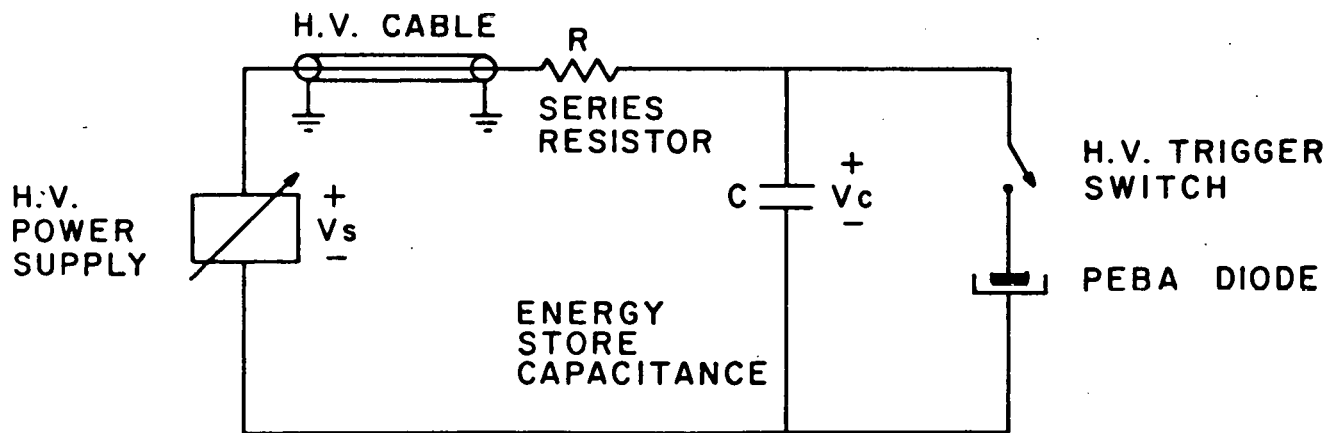 H.V. CABLE
R
SERIES
RESISTOR
H.V.
POWER
SUPPLY
+
Vs
−
C
+
Vc
−
H.V. TRIGGER
SWITCH
PEBA DIODE
ENERGY
STORE
CAPACITANCE